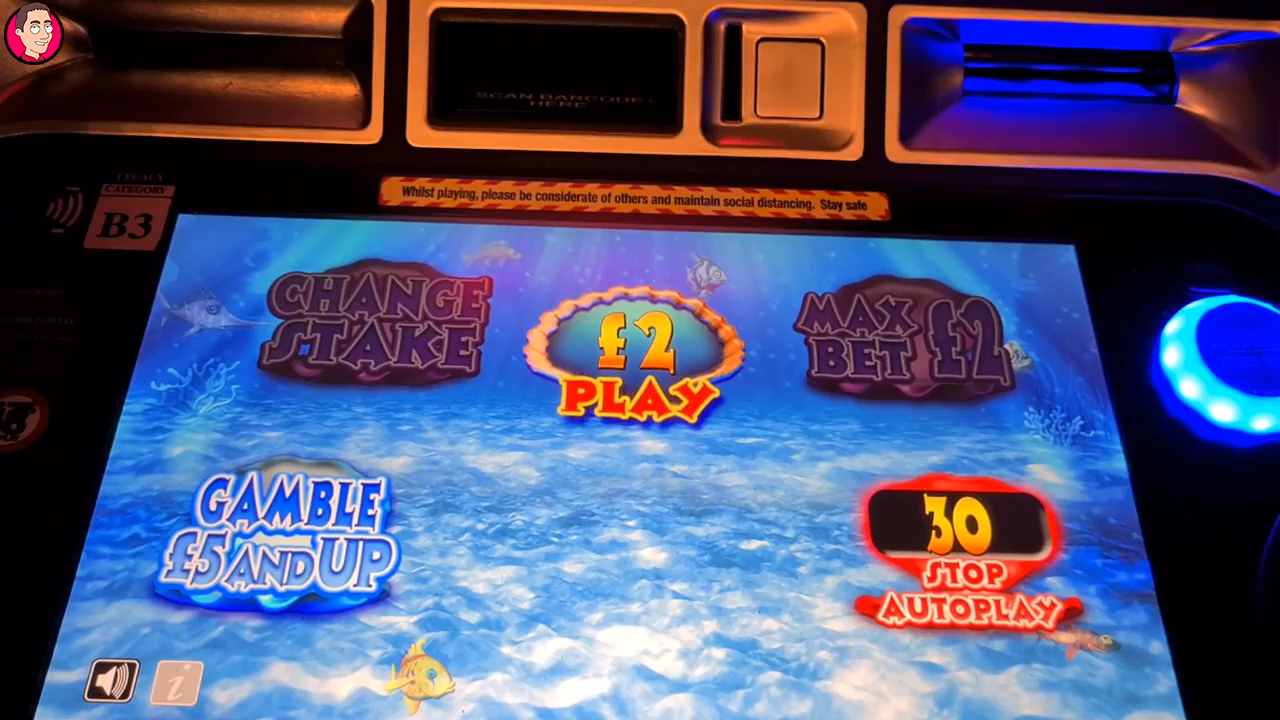 SCAN BARCODE
HERE
LEGACY
CATEGORY
B3
Whilst playing, please be considerate of others and maintain social distancing. Stay safe
CHANGE
STAKE
£2
PLAY
MAX
BET £2
GAMBLE
£5 AND UP
30
STOP
AUTOPLAY
i
18